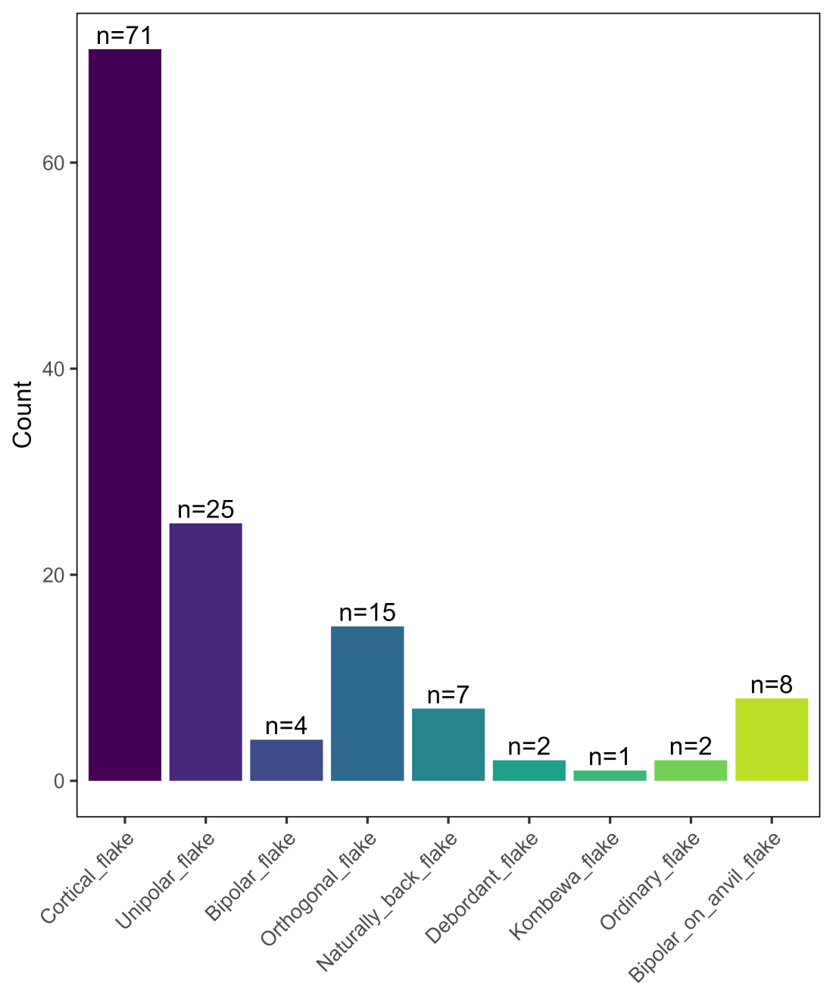 n=71
n=25
n=4
n=15
n=7
n=2
n=1
n=2
n=8
60
40
20
0
Count
Cortical_flake
Unipolar_flake
Bipolar_flake
Orthogonal_flake
Naturally_back_flake
Debordant_flake
Kombewa_flake
Ordinary_flake
Bipolar_on_anvil_flake